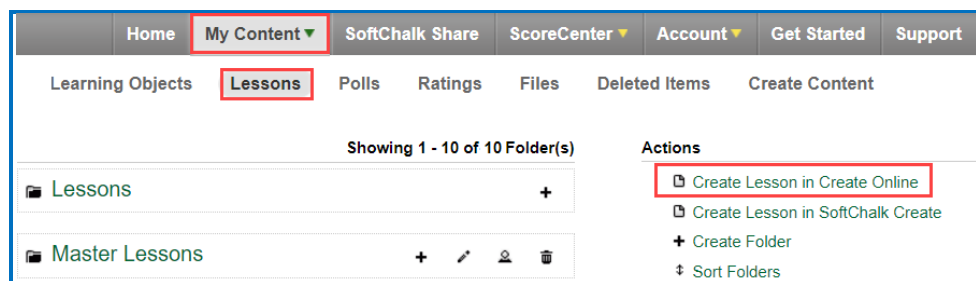 Home My Content SoftChalk Share ScoreCenter Account Get Started Support
Learning Objects Lessons Polls Ratings Files Deleted Items Create Content
Showing 1 - 10 of 10 Folder(s)
Actions
Lessons
Create Lesson in Create Online
Create Lesson in SoftChalk Create
Master Lessons
Create Folder
Sort Folders